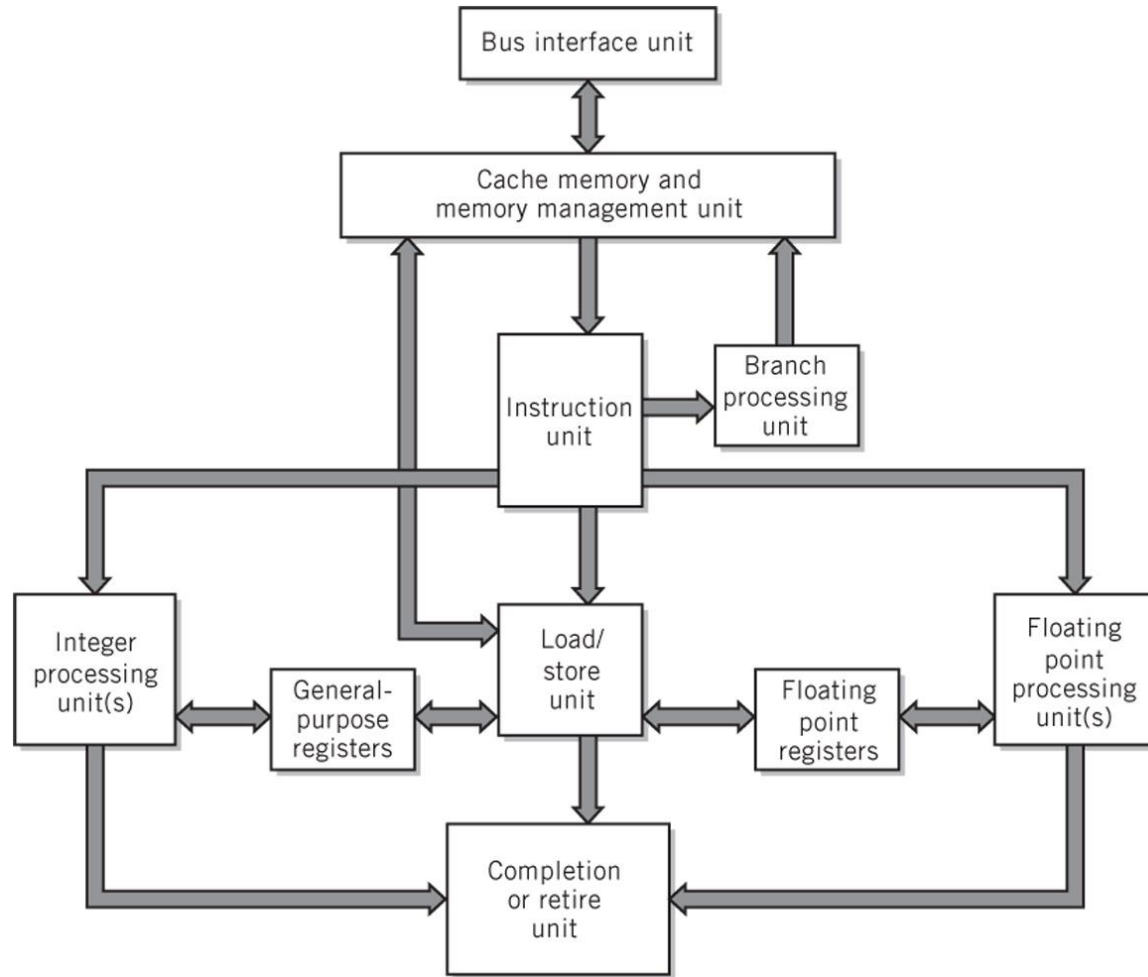 Bus interface unit
Cache memory and
memory management unit
Instruction
unit
Branch
processing
unit
Integer
processing
unit(s)
General-
purpose
registers
Load/
store
unit
Floating
point
registers
Floating
point
processing
unit(s)
Completion
or retire
unit